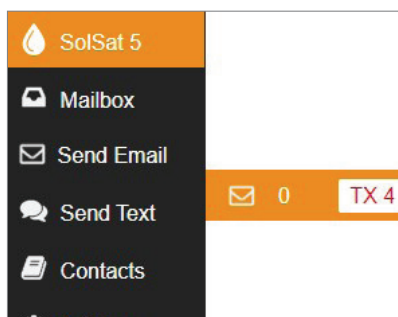 SolSat 5
Mailbox
Send Email
0 TX 4
Send Text
Contacts